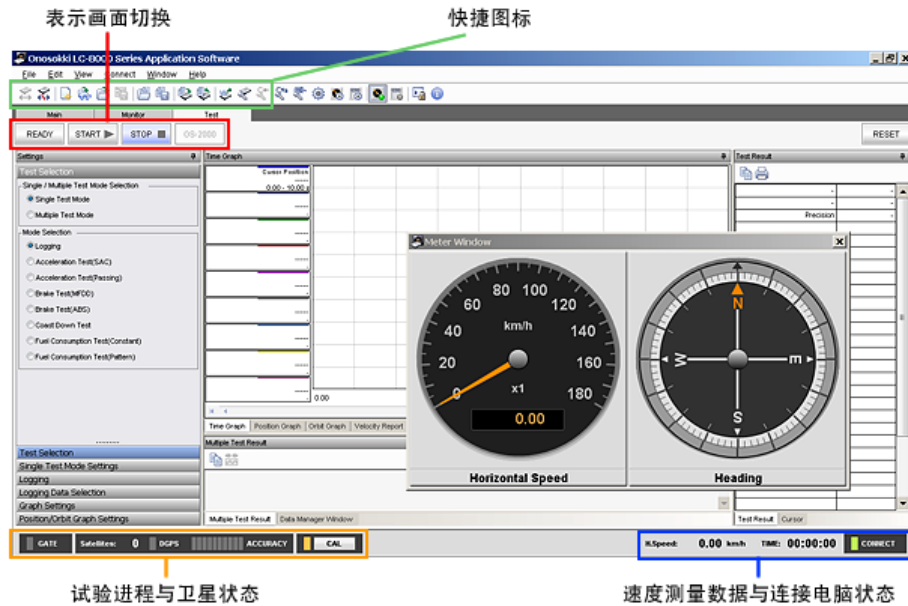 表示画面切换
快捷图标
Onosokki LC-8000 Series Application Software
File Edit View Connect Window Help
Main Monitor Test
READY START STOP OS-2000 RESET
Settings
Test Selection
Single / Multiple Test Mode Selection
Single Test Mode
Multiple Test Mode
Mode Selection
Logging
Acceleration Test(SAC)
Acceleration Test(Passing)
Brake Test(MFDD)
Brake Test(ABS)
Coast Down Test
Fuel Consumption Test(Constant)
Fuel Consumption Test(Pattern)
Test Selection
Single Test Mode Settings
Logging
Logging Data Selection
Graph Settings
Position/Orbit Graph Settings
Time Graph
Cursor Position
0.00 - 10.00 s
0.00
Time Graph Position Graph Orbit Graph Velocity Report
Multiple Test Result
Multiple Test Result Data Manager Window
Test Result
Precision
Test Result Cursor
Meter Window
0 20 40 60 80 100 120 140 160 180
km/h
x1
0.00
Horizontal Speed
N E S W
Heading
GATE Satellites: 0 DGPS ACCURACY CAL
H.Speed: 0.00 km/h TIME: 00:00:00 CONNECT
试验进程与卫星状态
速度测量数据与连接电脑状态